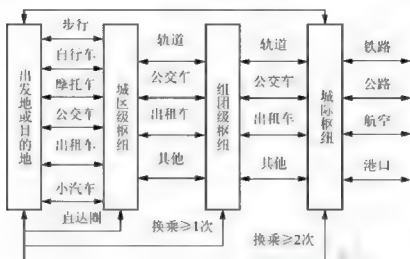 出发地或目的地
步行
自行车
摩托车
公交车
出租车
小汽车
直达圈
城区级枢纽
轨道
公交车
出租车
其他
组团级枢纽
轨道
公交车
出租车
其他
城际枢纽
铁路
公路
航空
港口
换乘≥1次
换乘≥2次